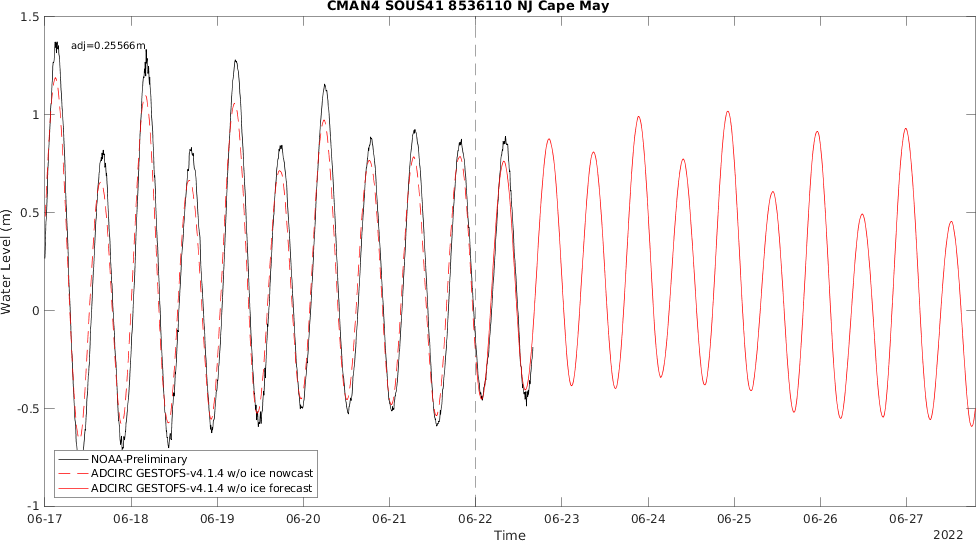 CMAN4 SOUS41 8536110 NJ Cape May
1.5
1
0.5
0
-0.5
-1
Water Level (m)
adj=0.25566m
NOAA-Preliminary
ADCIRC GESTOFS-v4.1.4 w/o ice nowcast
ADCIRC GESTOFS-v4.1.4 w/o ice forecast
06-17 06-18 06-19 06-20 06-21 06-22 06-23 06-24 06-25 06-26 06-27
Time
2022